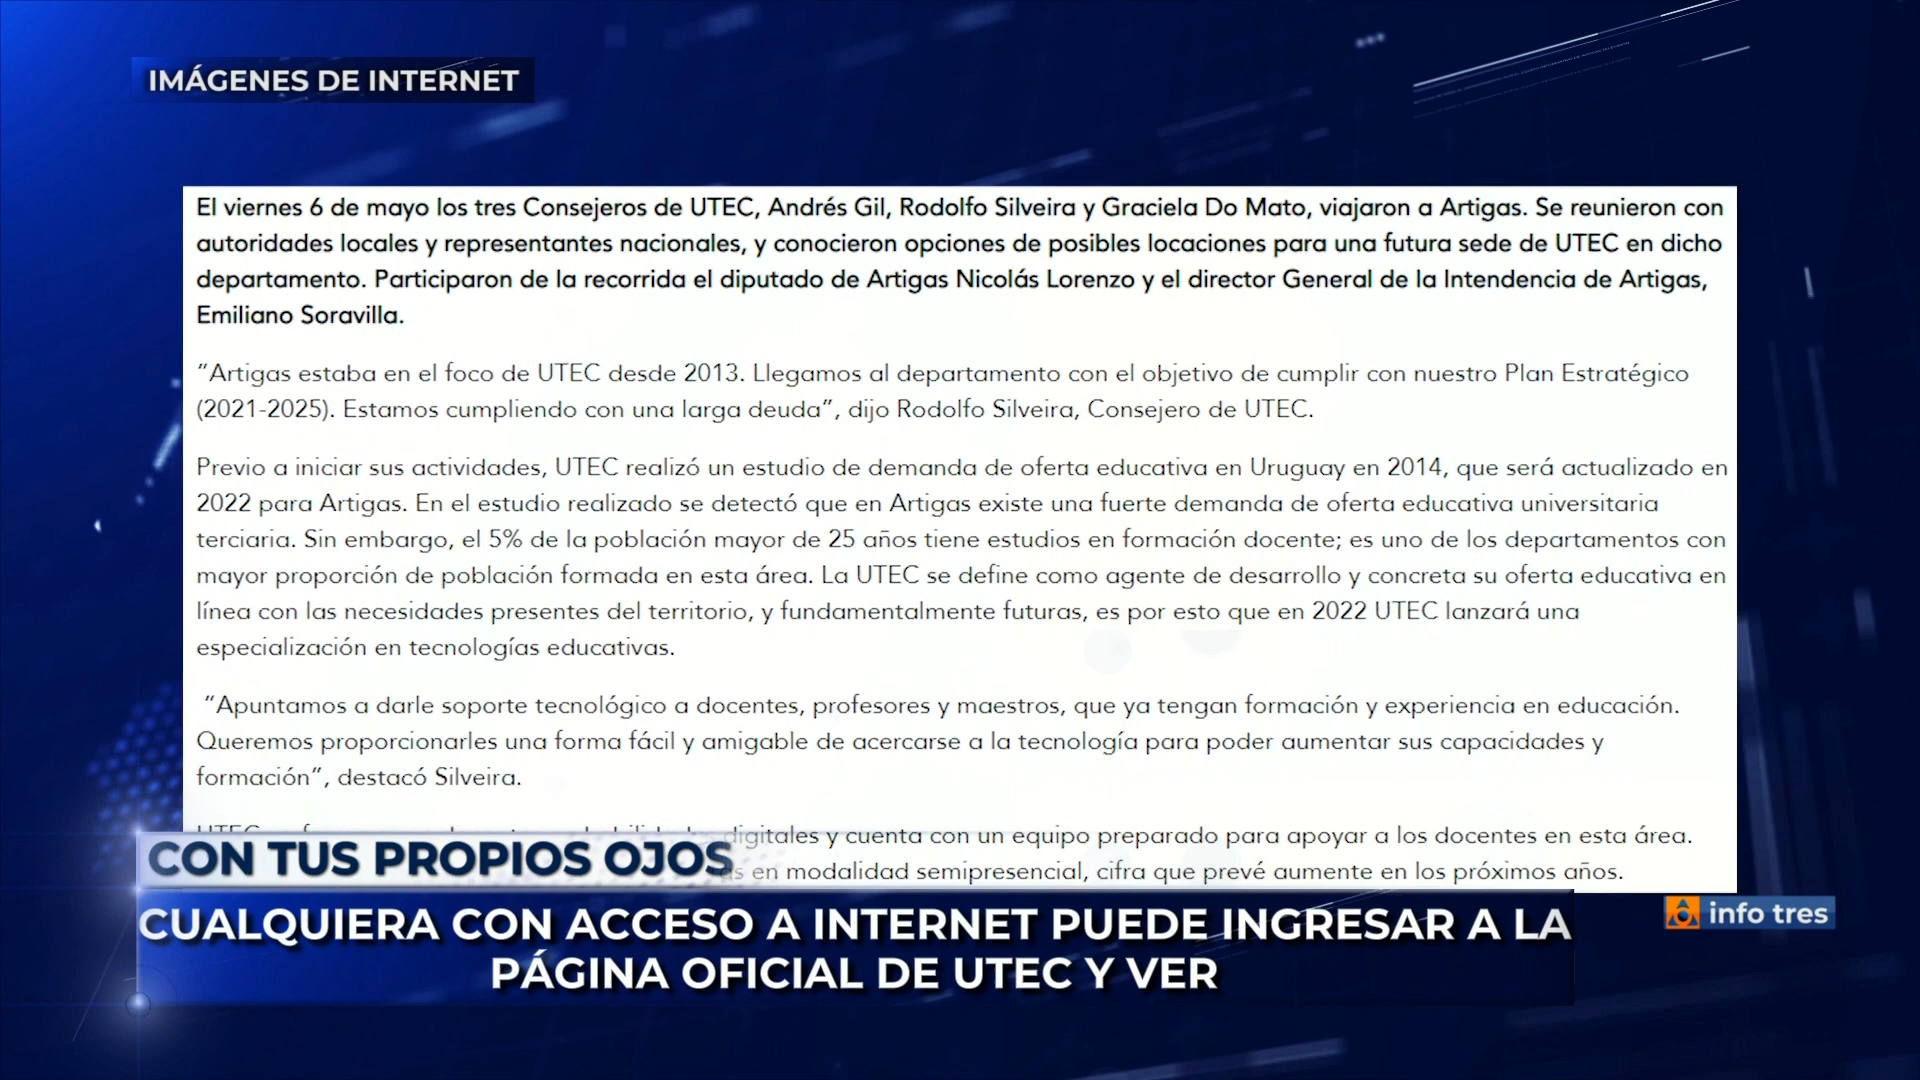 IMÁGENES DE INTERNET
El viernes 6 de mayo los tres Consejeros de UTEC, Andrés Gil, Rodolfo Silveira y Graciela Do Mato, viajaron a Artigas. Se reunieron con
autoridades locales y representantes nacionales, y conocieron opciones de posibles locaciones para una futura sede de UTEC en dicho
departamento. Participaron de la recorrida el diputado de Artigas Nicolás Lorenzo y el director General de la Intendencia de Artigas,
Emiliano Soravilla.
“Artigas estaba en el foco de UTEC desde 2013. Llegamos al departamento con el objetivo de cumplir con nuestro Plan Estratégico
(2021-2025). Estamos cumpliendo con una larga deuda”, dijo Rodolfo Silveira, Consejero de UTEC.
Previo a iniciar sus actividades, UTEC realizó un estudio de demanda de oferta educativa en Uruguay en 2014, que será actualizado en
2022 para Artigas. En el estudio realizado se detectó que en Artigas existe una fuerte demanda de oferta educativa universitaria
terciaria. Sin embargo, el 5% de la población mayor de 25 años tiene estudios en formación docente; es uno de los departamentos con
mayor proporción de población formada en esta área. La UTEC se define como agente de desarrollo y concreta su oferta educativa en
línea con las necesidades presentes del territorio, y fundamentalmente futuras, es por esto que en 2022 UTEC lanzará una
especialización en tecnologías educativas.
“Apuntamos a darle soporte tecnológico a docentes, profesores y maestros, que ya tengan formación y experiencia en educación.
Queremos proporcionarles una forma fácil y amigable de acercarse a la tecnología para poder aumentar sus capacidades y
formación”, destacó Silveira.
digitales y cuenta con un equipo preparado para apoyar a los docentes en esta área.
en modalidad semipresencial, cifra que prevé aumente en los próximos años.
CON TUS PROPIOS OJOS
CUALQUIERA CON ACCESO A INTERNET PUEDE INGRESAR A LA
PÁGINA OFICIAL DE UTEC Y VER
info tres